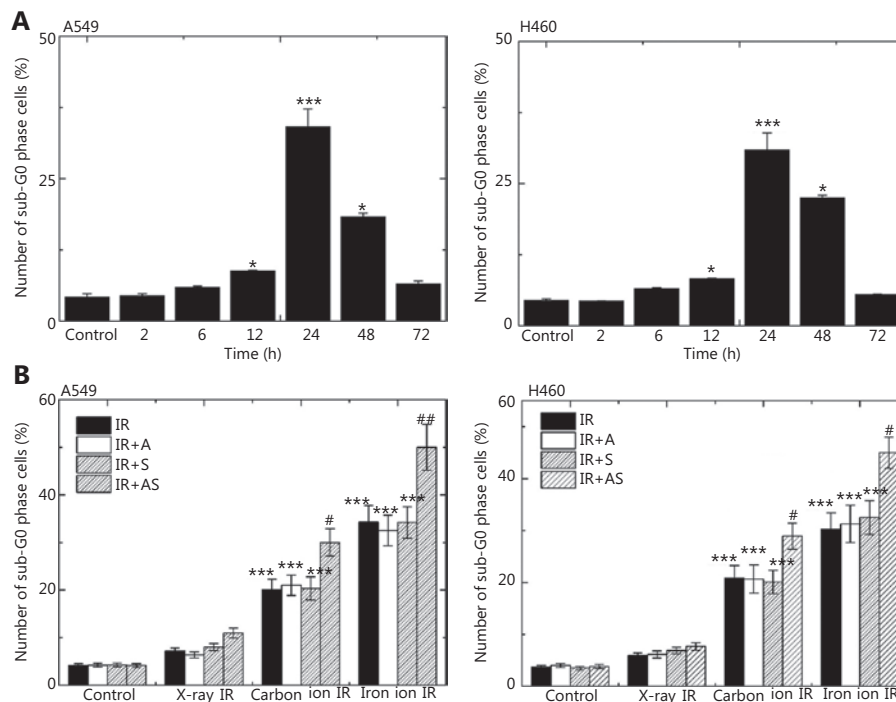 A
A549
Number of sub-G0 phase cells (%)
50
25
0
***
*
*
Control 2 6 12 24 48 72
Time (h)
H460
Number of sub-G0 phase cells (%)
50
25
0
***
*
*
Control 2 6 12 24 48 72
Time (h)
B
A549
Number of sub-G0 phase cells (%)
60
40
20
0
IR
IR+A
IR+S
IR+AS
*** *** *** #
*** *** *** ##
Control X-ray IR Carbon ion IR Iron ion IR
H460
Number of sub-G0 phase cells (%)
60
40
20
0
IR
IR+A
IR+S
IR+AS
*** *** *** #
*** *** *** #
Control X-ray IR Carbon ion IR Iron ion IR